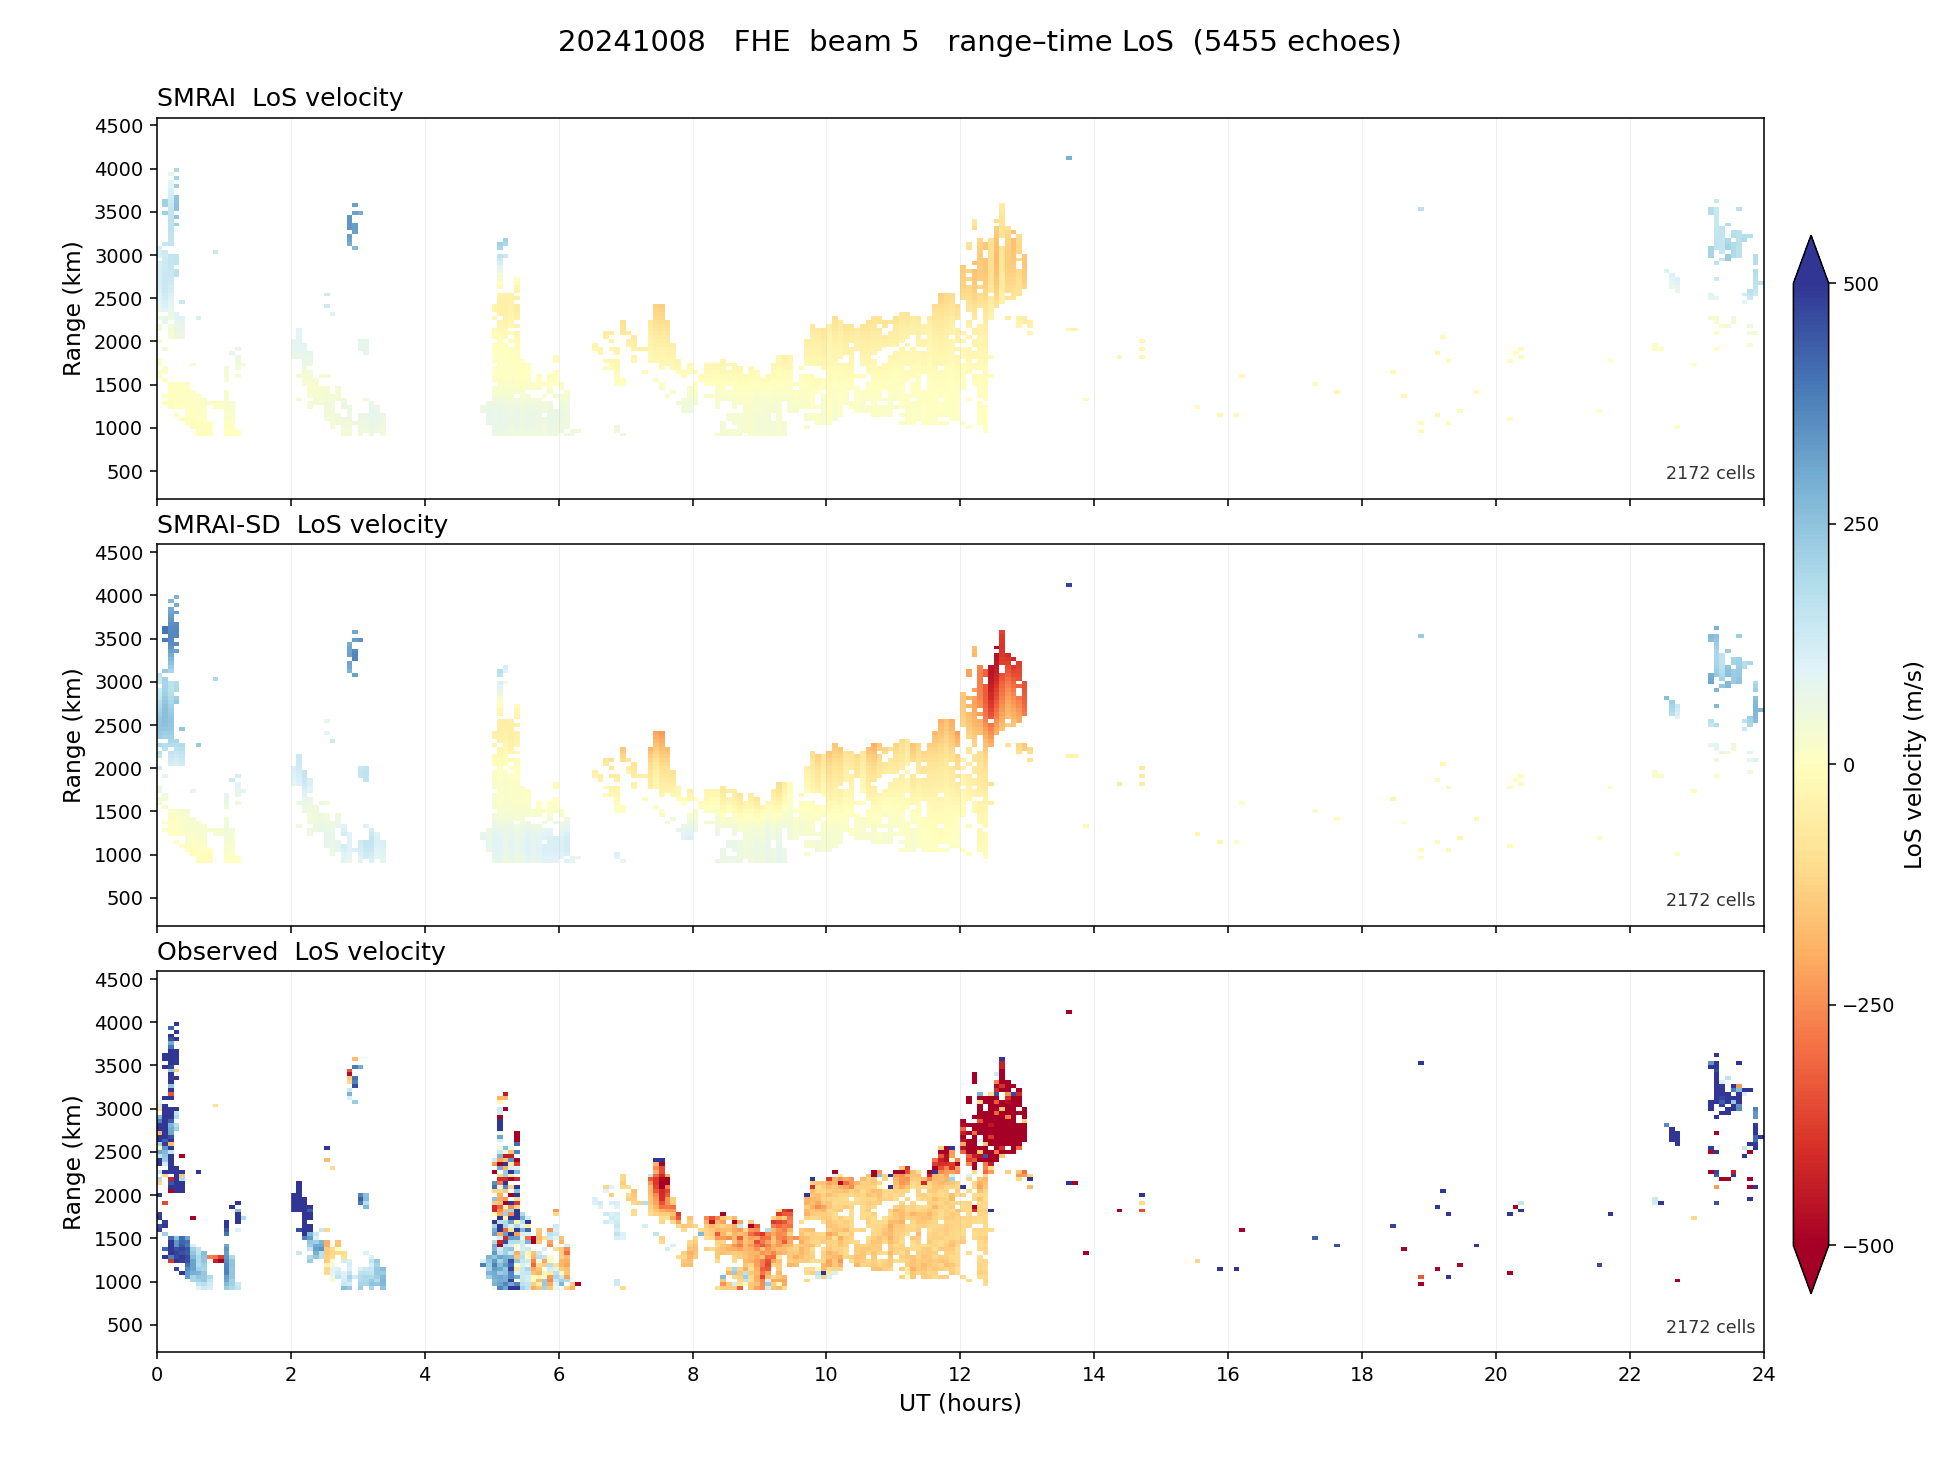 20241008   FHE  beam 5   range–time LoS  (5455 echoes)
SMRAI  LoS velocity
4500
4000
3500
3000
2500
2000
1500
1000
500
Range (km)
2172 cells
SMRAI-SD  LoS velocity
4500
4000
3500
3000
2500
2000
1500
1000
500
Range (km)
2172 cells
Observed  LoS velocity
4500
4000
3500
3000
2500
2000
1500
1000
500
Range (km)
2172 cells
0 2 4 6 8 10 12 14 16 18 20 22 24
UT (hours)
500
250
0
−250
−500
LoS velocity (m/s)